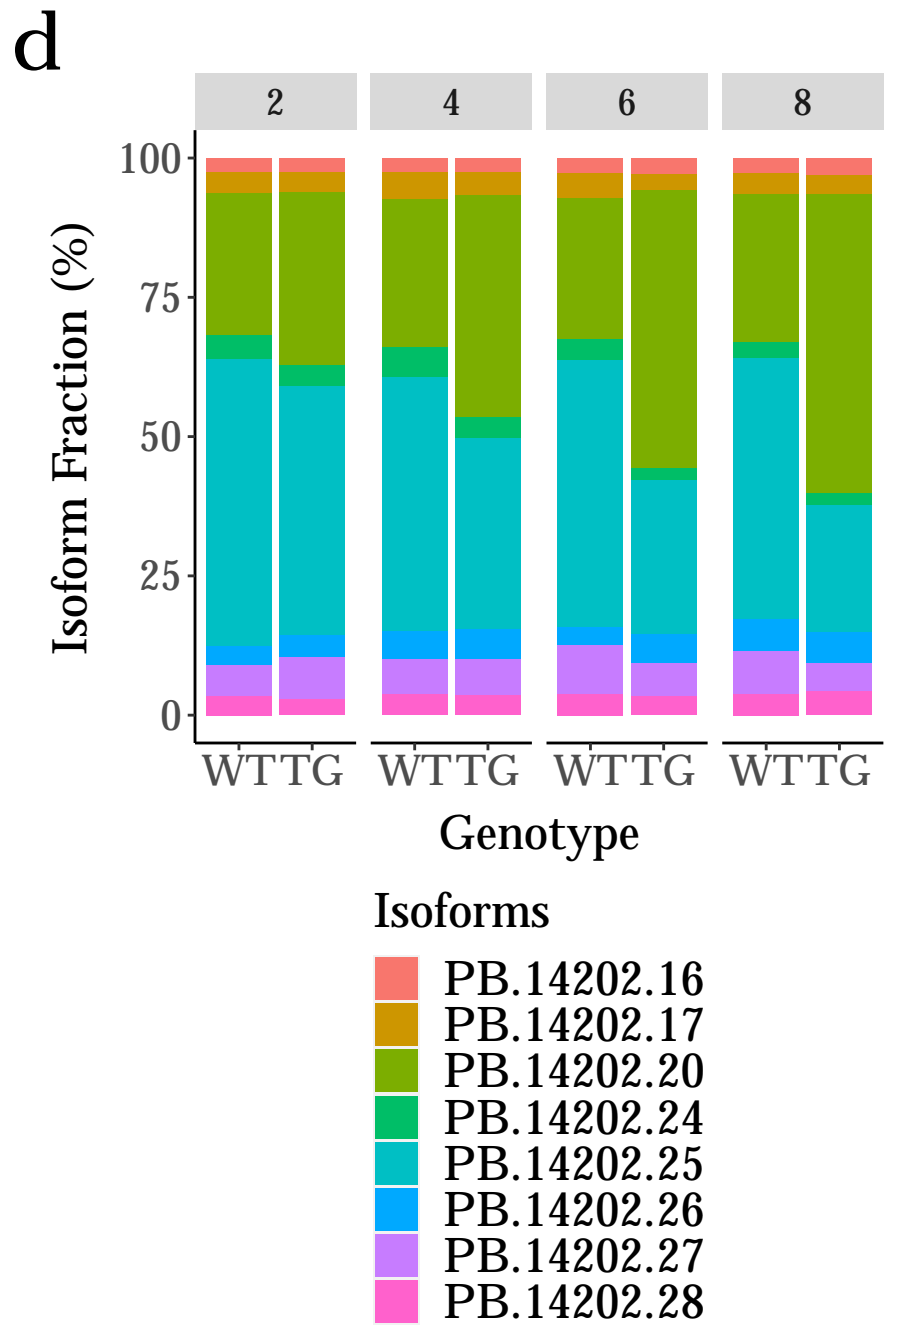 d
2 4 6 8
100
75
50
25
0
Isoform Fraction (%)
WT TG WT TG WT TG WT TG
Genotype
Isoforms
PB.14202.16
PB.14202.17
PB.14202.20
PB.14202.24
PB.14202.25
PB.14202.26
PB.14202.27
PB.14202.28